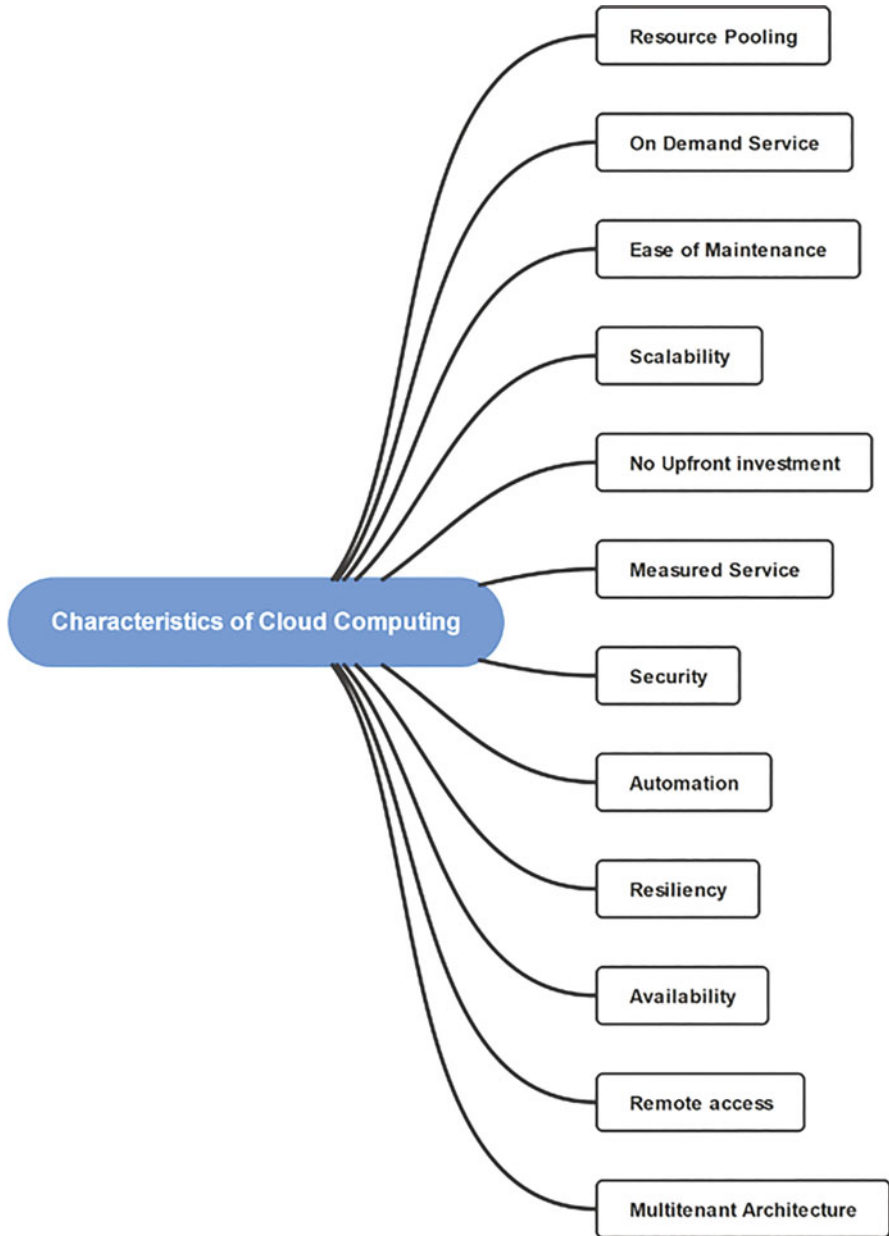 Resource Pooling
On Demand Service
Ease of Maintenance
Scalability
No Upfront investment
Measured Service
Characteristics of Cloud Computing
Security
Automation
Resiliency
Availability
Remote access
Multitenant Architecture